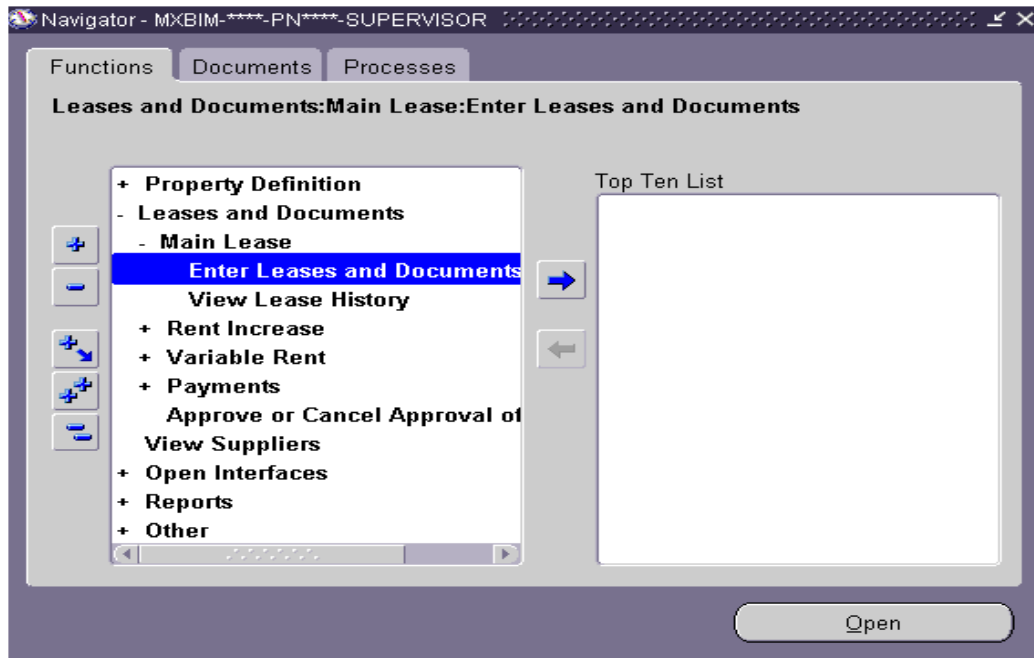 Navigator - MXBIM-****-PN****-SUPERVISOR
Functions Documents Processes
Leases and Documents:Main Lease:Enter Leases and Documents
+ Property Definition
- Leases and Documents
- Main Lease
Enter Leases and Documents
View Lease History
+ Rent Increase
+ Variable Rent
+ Payments
Approve or Cancel Approval of
View Suppliers
+ Open Interfaces
+ Reports
+ Other
Top Ten List
Open